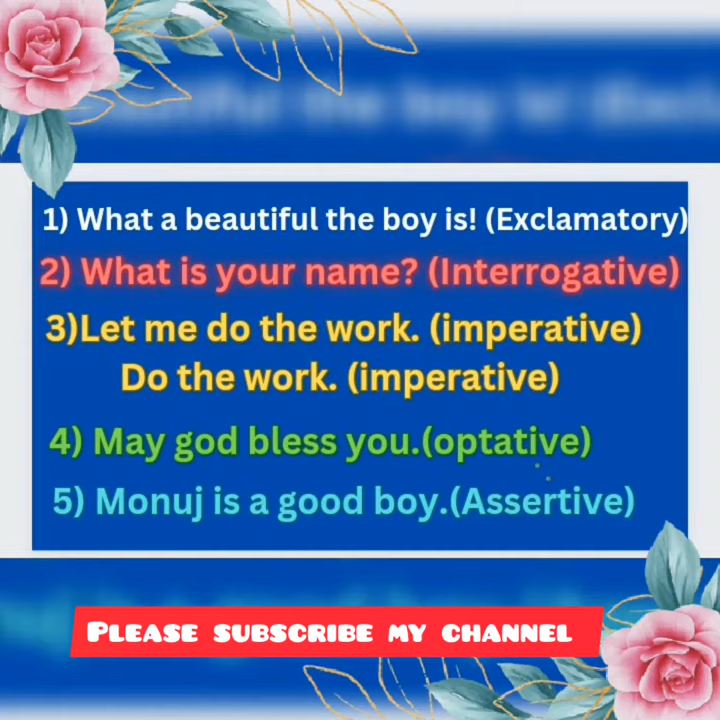 1) What a beautiful the boy is! (Exclamatory)
2) What is your name? (Interrogative)
3)Let me do the work. (imperative)
Do the work. (imperative)
4) May god bless you.(optative)
5) Monuj is a good boy.(Assertive)
PLEASE SUBSCRIBE MY CHANNEL